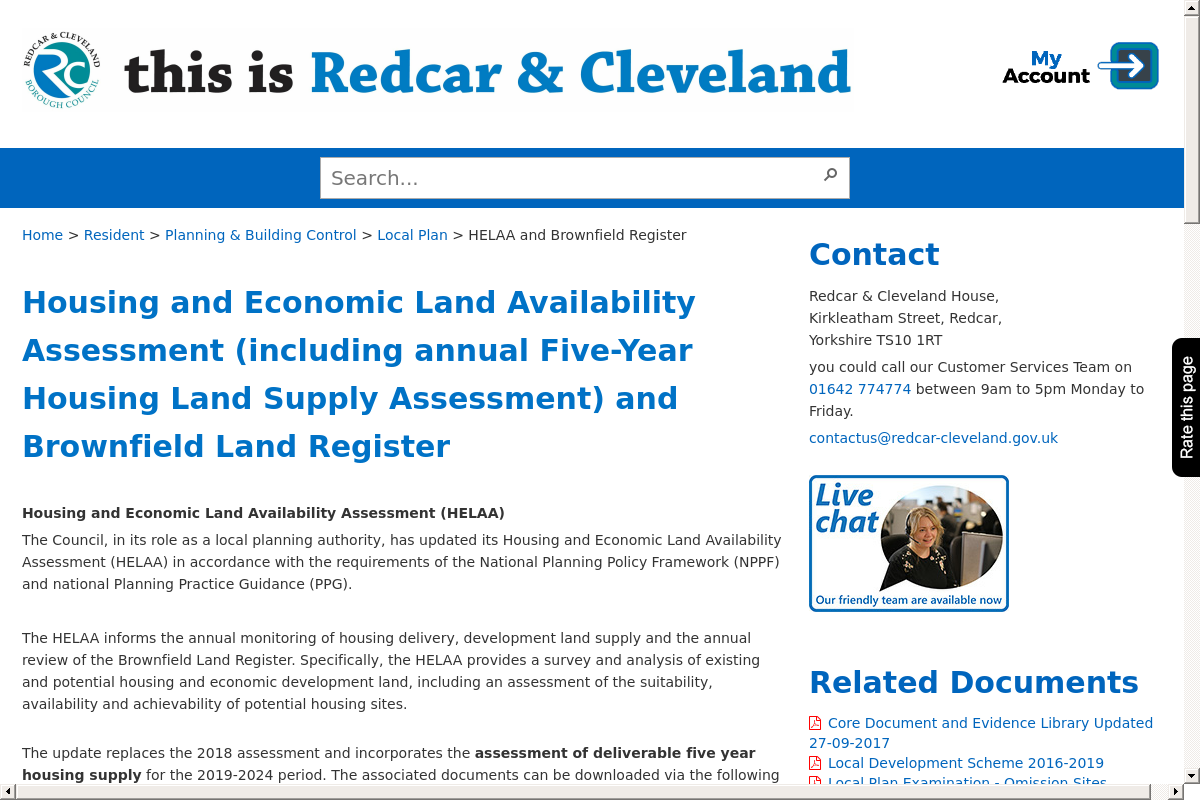 REDCAR & CLEVELAND
BOROUGH COUNCIL
this is Redcar & Cleveland
My
Account
Search...
Home > Resident > Planning & Building Control > Local Plan > HELAA and Brownfield Register
Housing and Economic Land Availability
Assessment (including annual Five-Year
Housing Land Supply Assessment) and
Brownfield Land Register
Housing and Economic Land Availability Assessment (HELAA)
The Council, in its role as a local planning authority, has updated its Housing and Economic Land Availability
Assessment (HELAA) in accordance with the requirements of the National Planning Policy Framework (NPPF)
and national Planning Practice Guidance (PPG).
The HELAA informs the annual monitoring of housing delivery, development land supply and the annual
review of the Brownfield Land Register. Specifically, the HELAA provides a survey and analysis of existing
and potential housing and economic development land, including an assessment of the suitability,
availability and achievability of potential housing sites.
The update replaces the 2018 assessment and incorporates the assessment of deliverable five year
housing supply for the 2019-2024 period. The associated documents can be downloaded via the following
Contact
Redcar & Cleveland House,
Kirkleatham Street, Redcar,
Yorkshire TS10 1RT
you could call our Customer Services Team on
01642 774774 between 9am to 5pm Monday to
Friday.
contactus@redcar-cleveland.gov.uk
Live
chat
Our friendly team are available now
Related Documents
Core Document and Evidence Library Updated
27-09-2017
Local Development Scheme 2016-2019
Local Plan Examination - Omission Sites
Rate this page